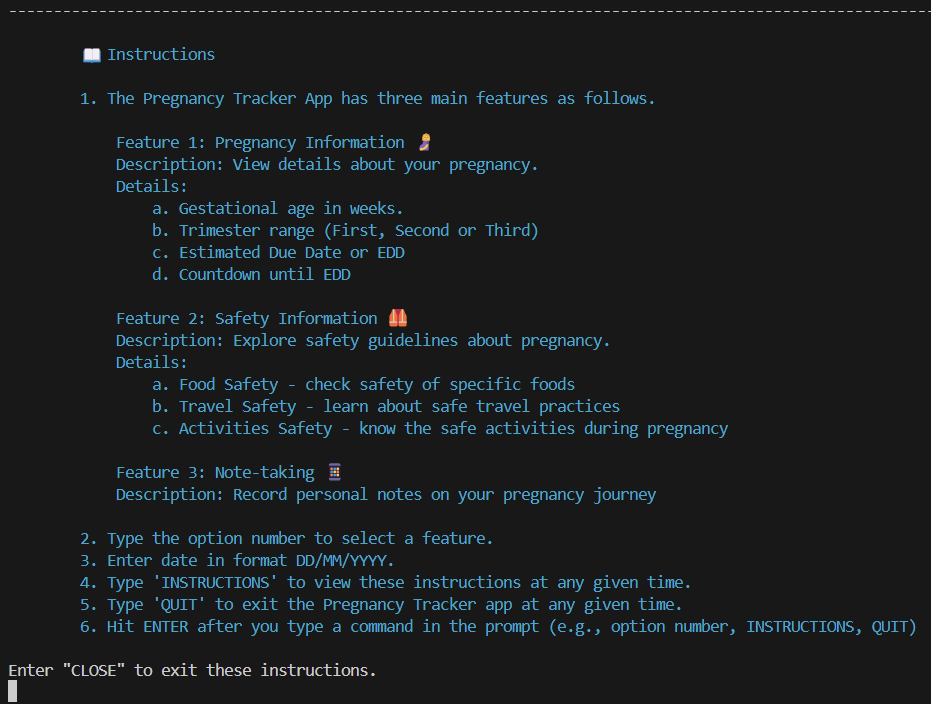 --------------------------------------------------------------------------------------------------------
📖 Instructions
1. The Pregnancy Tracker App has three main features as follows.
Feature 1: Pregnancy Information 🤰
Description: View details about your pregnancy.
Details:
a. Gestational age in weeks.
b. Trimester range (First, Second or Third)
c. Estimated Due Date or EDD
d. Countdown until EDD
Feature 2: Safety Information 🦺
Description: Explore safety guidelines about pregnancy.
Details:
a. Food Safety - check safety of specific foods
b. Travel Safety - learn about safe travel practices
c. Activities Safety - know the safe activities during pregnancy
Feature 3: Note-taking 🧮
Description: Record personal notes on your pregnancy journey
2. Type the option number to select a feature.
3. Enter date in format DD/MM/YYYY.
4. Type 'INSTRUCTIONS' to view these instructions at any given time.
5. Type 'QUIT' to exit the Pregnancy Tracker app at any given time.
6. Hit ENTER after you type a command in the prompt (e.g., option number, INSTRUCTIONS, QUIT)
Enter "CLOSE" to exit these instructions.